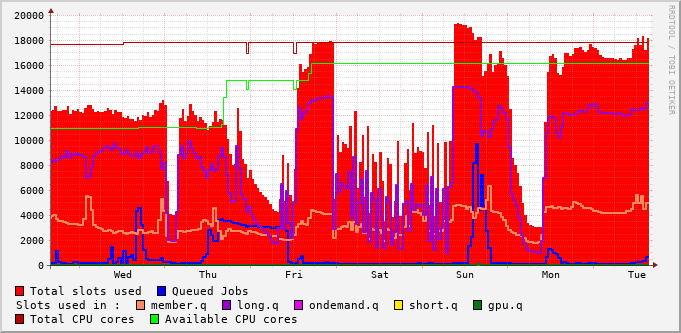 20000
18000
16000
14000
12000
10000
8000
6000
4000
2000
0
Wed Thu Fri Sat Sun Mon Tue
Total slots used Queued Jobs
Slots used in : member.q long.q ondemand.q short.q gpu.q
Total CPU cores Available CPU cores
RRDTOOL / TOBI OETIKER